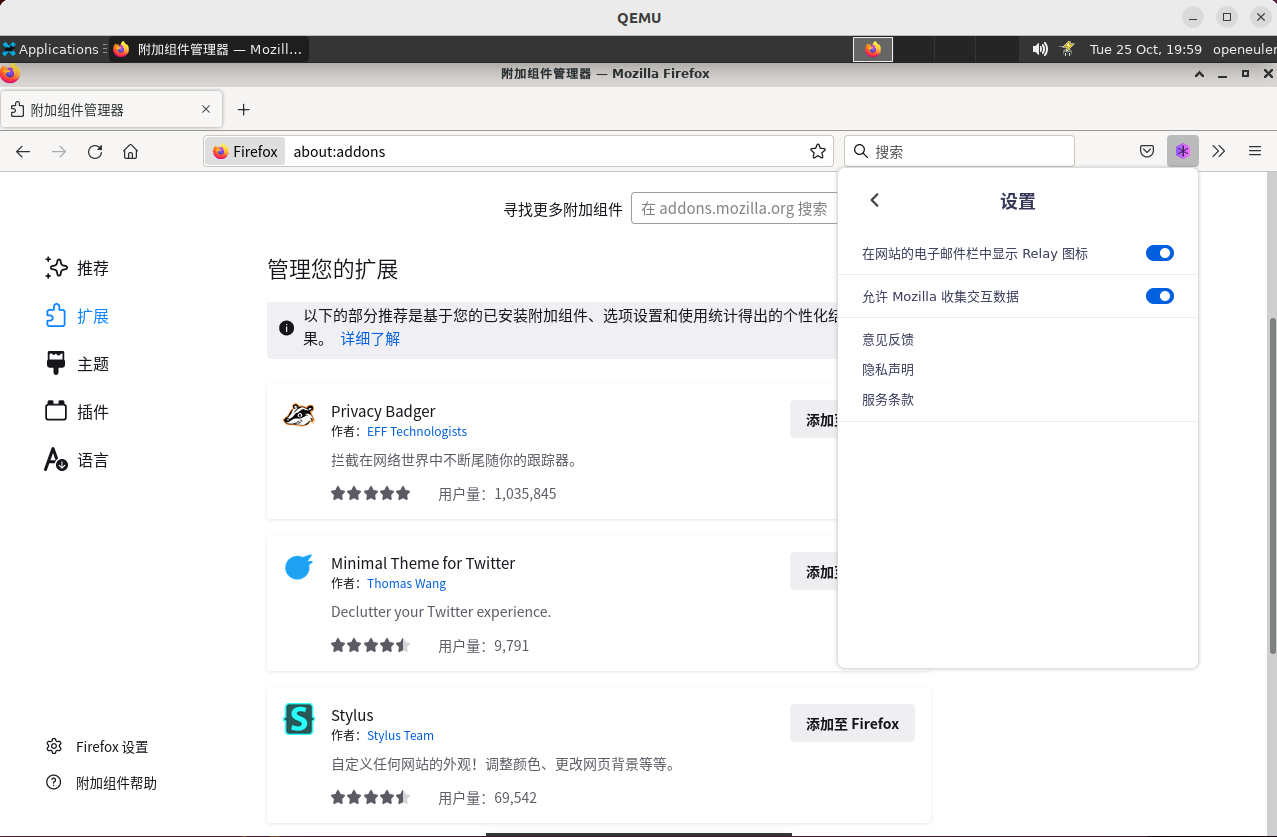 QEMU
Applications
附加组件管理器 — Mozill...
Tue 25 Oct, 19:59
openeuler
附加组件管理器 — Mozilla Firefox
附加组件管理器
Firefox
about:addons
搜索
寻找更多附加组件
在 addons.mozilla.org 搜索
设置
在网站的电子邮件栏中显示 Relay 图标
允许 Mozilla 收集交互数据
意见反馈
隐私声明
服务条款
推荐
扩展
主题
插件
语言
管理您的扩展
以下的部分推荐是基于您的已安装附加组件、选项设置和使用统计得出的个性化结
果。 详细了解
Privacy Badger
作者：EFF Technologists
添加至
拦截在网络世界中不断尾随你的跟踪器。
用户量：1,035,845
Minimal Theme for Twitter
作者：Thomas Wang
添加至
Declutter your Twitter experience.
用户量：9,791
Stylus
作者：Stylus Team
添加至 Firefox
自定义任何网站的外观！调整颜色、更改网页背景等等。
用户量：69,542
Firefox 设置
附加组件帮助